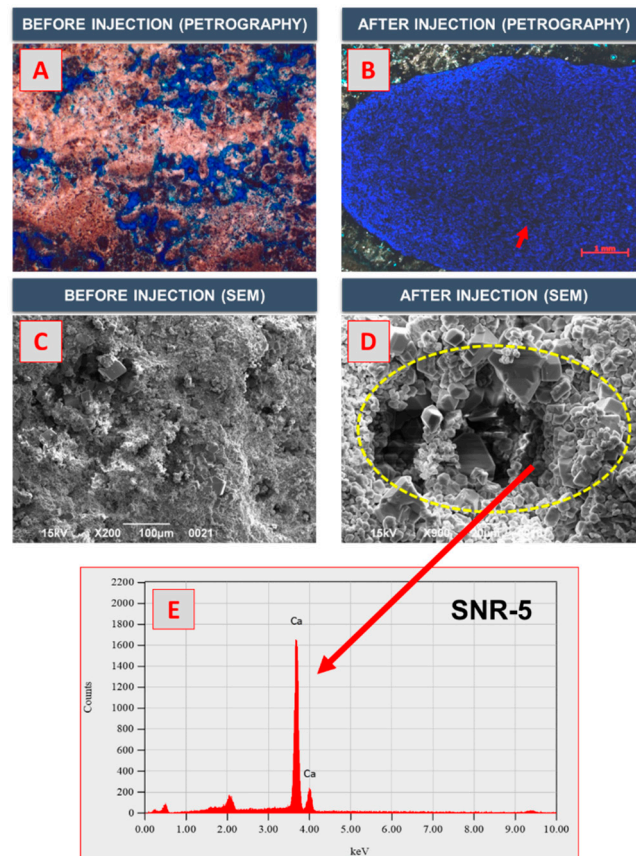 BEFORE INJECTION (PETROGRAPHY)
AFTER INJECTION (PETROGRAPHY)
A
B
1 mm
BEFORE INJECTION (SEM)
AFTER INJECTION (SEM)
C
D
15kV X200 100µm 0021
15kV
E
SNR-5
2200
2000
1800
1600
1400
1200
1000
800
600
400
200
0
Counts
Ca
Ca
0.00 1.00 2.00 3.00 4.00 5.00 6.00 7.00 8.00 9.00 10.00
keV